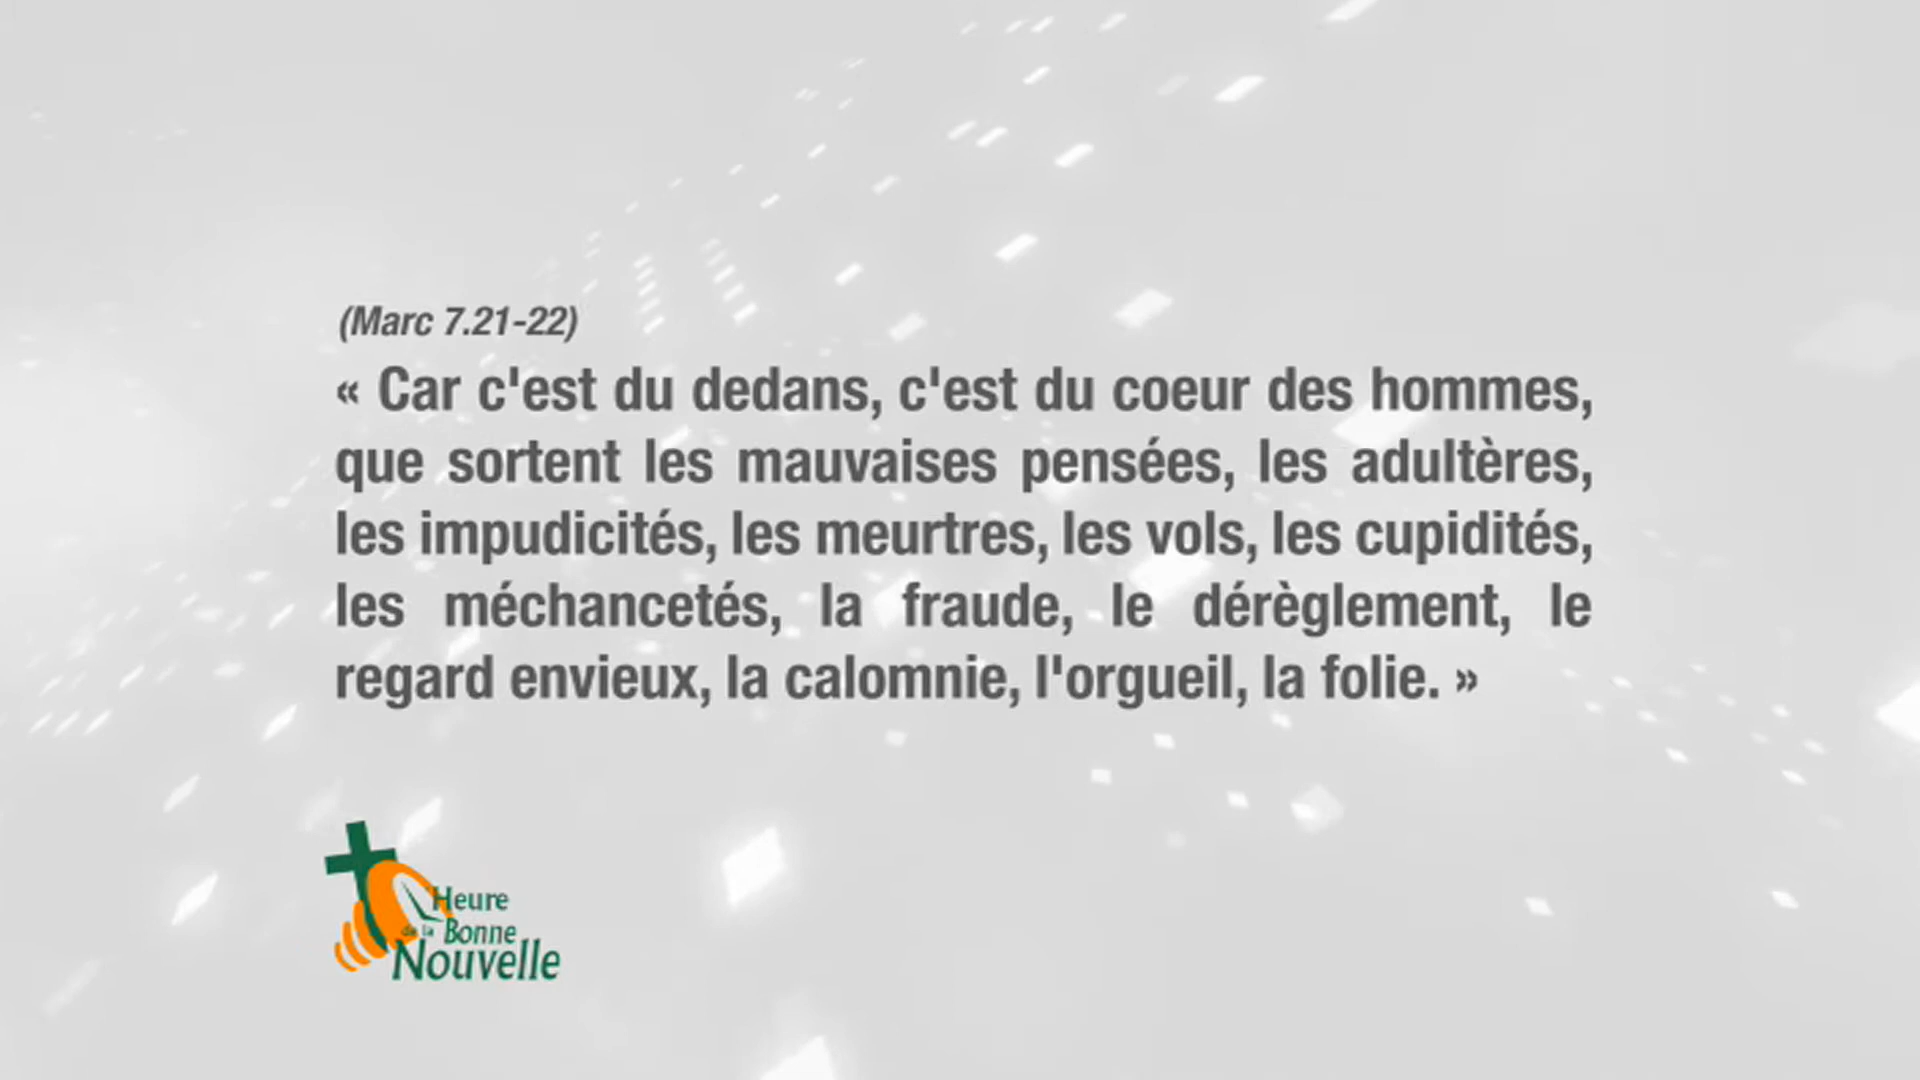 (Marc 7.21-22)
« Car c'est du dedans, c'est du coeur des hommes,
que sortent les mauvaises pensées, les adultères,
les impudicités, les meurtres, les vols, les cupidités,
les méchancetés, la fraude, le dérèglement, le
regard envieux, la calomnie, l'orgueil, la folie. »
Heure
de la Bonne
Nouvelle